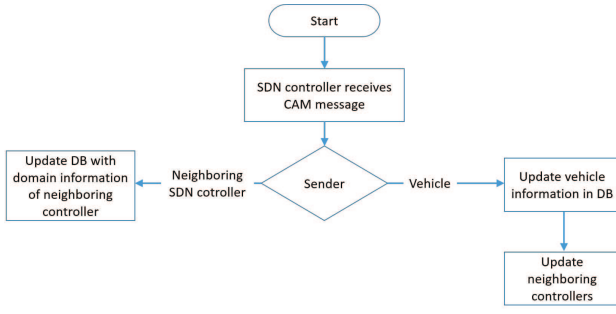 Start
SDN controller receives
CAM message
Sender
Neighboring
SDN cotroller
Update DB with
domain information
of neighboring
controller
Vehicle
Update vehicle
information in DB
Update
neighboring
controllers